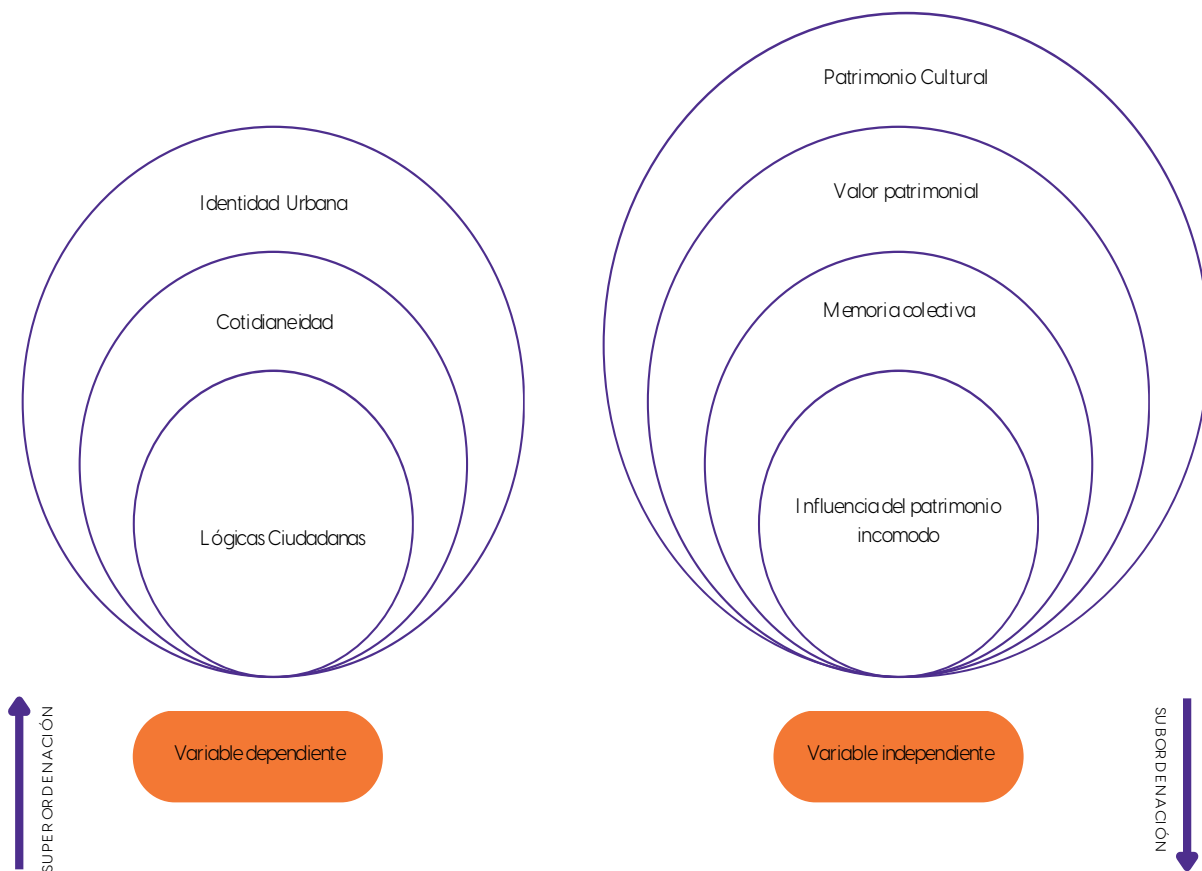 Patrimonio Cultural
Identidad Urbana
Valor patrimonial
Cotidianeidad
Memoria colectiva
Lógicas Ciudadanas
Influencia del patrimonio
incomodo
SUPERORDENACIÓN
Variable dependiente
Variable independiente
SUBORDENACIÓN